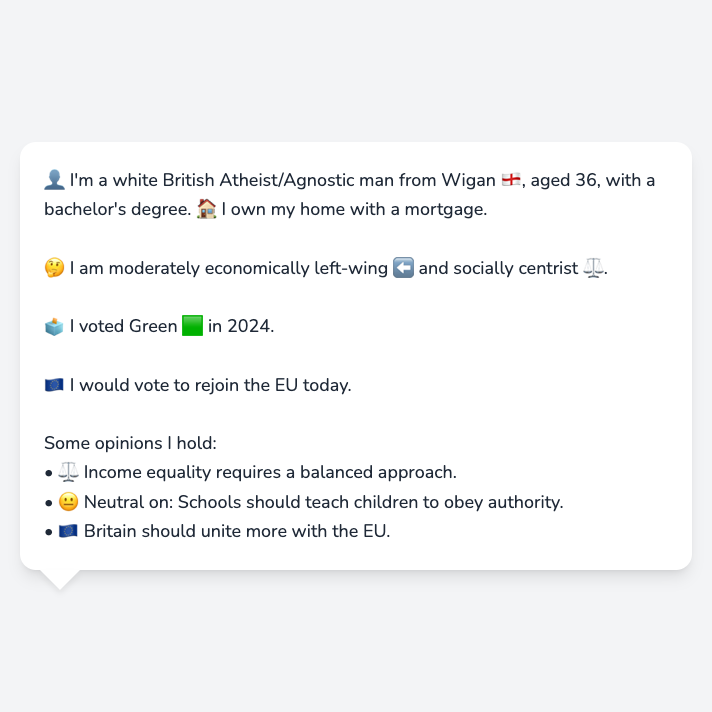 👤 I'm a white British Atheist/Agnostic man from Wigan 🏴󠁧󠁢󠁥󠁮󠁧󠁿, aged 36, with a
bachelor's degree. 🏠 I own my home with a mortgage.
🤔 I am moderately economically left-wing ⬅️ and socially centrist ⚖️.
🗳️ I voted Green 🟩 in 2024.
🇪🇺 I would vote to rejoin the EU today.
Some opinions I hold:
• ⚖️ Income equality requires a balanced approach.
• 😐 Neutral on: Schools should teach children to obey authority.
• 🇪🇺 Britain should unite more with the EU.